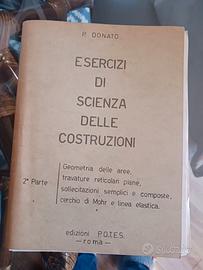 P. DONATO
ESERCIZI
DI
SCIENZA
DELLE
COSTRUZIONI
2ª Parte
Geometria delle aree,
travature reticolari piane,
sollecitazioni semplici e composte,
cerchio di Mohr e linea elastica.
edizioni P.O.T.E.S.
— roma —
subito